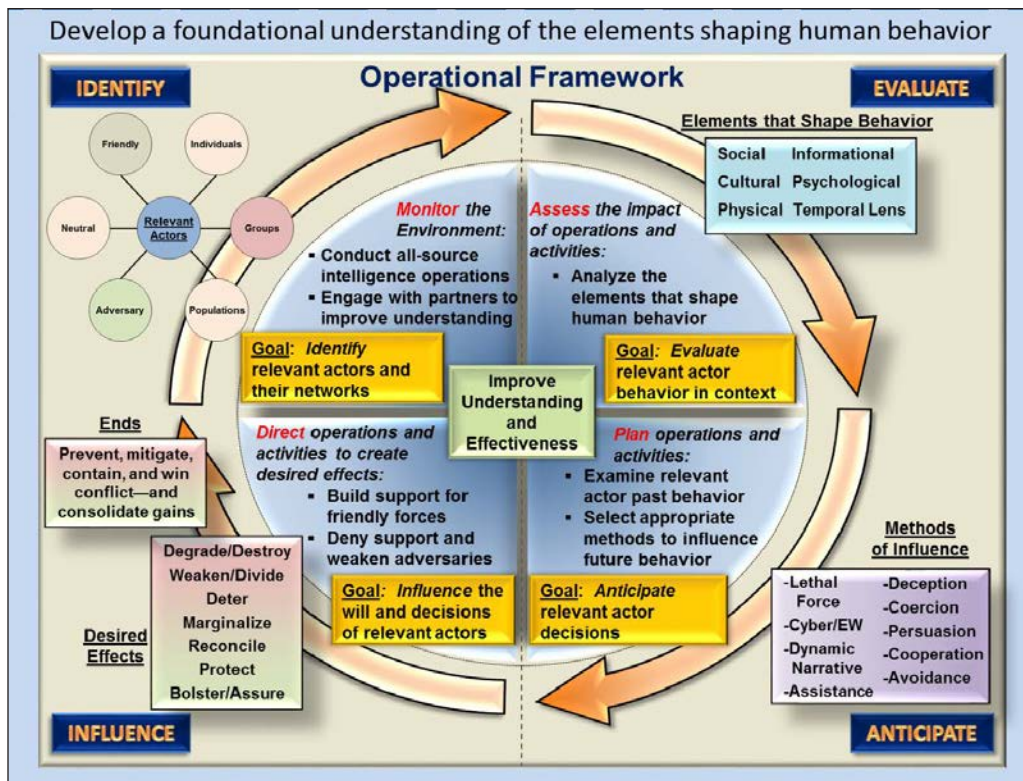 Develop a foundational understanding of the elements shaping human behavior
Operational Framework
IDENTIFY
Friendly
Individuals
Neutral
Relevant
Actors
Groups
Adversary
Populations
EVALUATE
Elements that Shape Behavior
Social Informational
Cultural Psychological
Physical Temporal Lens
Monitor the
Environment:
▪ Conduct all-source
intelligence operations
▪ Engage with partners to
improve understanding
Goal: Identify
relevant actors and
their networks
Assess the impact
of operations and
activities:
▪ Analyze the
elements that shape
human behavior
Goal: Evaluate
relevant actor
behavior in context
Improve
Understanding
and
Effectiveness
Direct operations and
activities to create
desired effects:
▪ Build support for
friendly forces
▪ Deny support and
weaken adversaries
Goal: Influence the
will and decisions
of relevant actors
Plan operations and
activities:
▪ Examine relevant
actor past behavior
▪ Select appropriate
methods to influence
future behavior
Goal: Anticipate
relevant actor
decisions
Ends
Prevent, mitigate,
contain, and win
conflict—and
consolidate gains
Desired
Effects
Degrade/Destroy
Weaken/Divide
Deter
Marginalize
Reconcile
Protect
Bolster/Assure
INFLUENCE
Methods
of Influence
-Lethal
Force
-Cyber/EW
-Dynamic
Narrative
-Assistance
-Deception
-Coercion
-Persuasion
-Cooperation
-Avoidance
ANTICIPATE